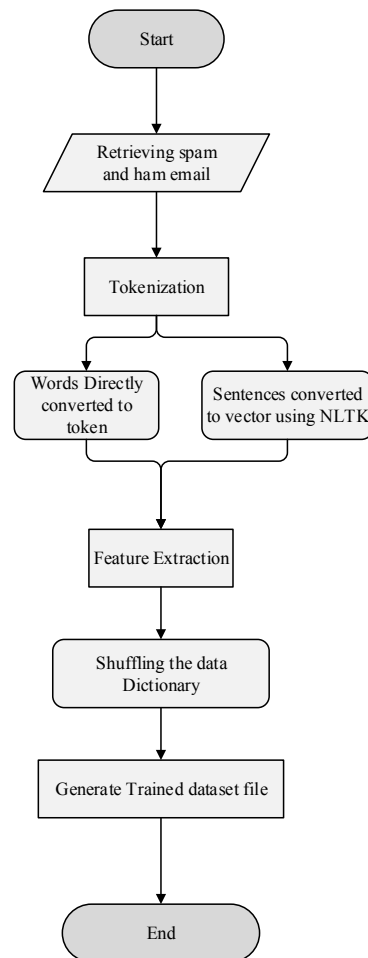 Start
Retrieving spam
and ham email
Tokenization
Words Directly
converted to
token
Sentences converted
to vector using NLTK
Feature Extraction
Shuffling the data
Dictionary
Generate Trained dataset file
End